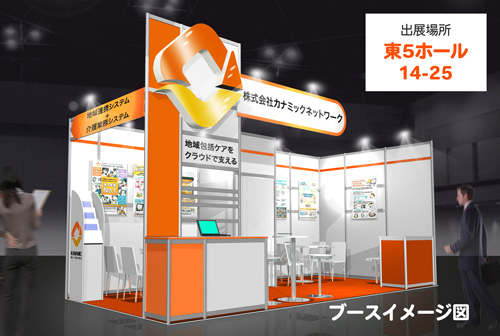 出展場所
東5ホール
14-25
株式会社カナミックネットワーク
地域連携システム
+
介護業務システム
地域包括ケアを
クラウドで支える
ブースイメージ図